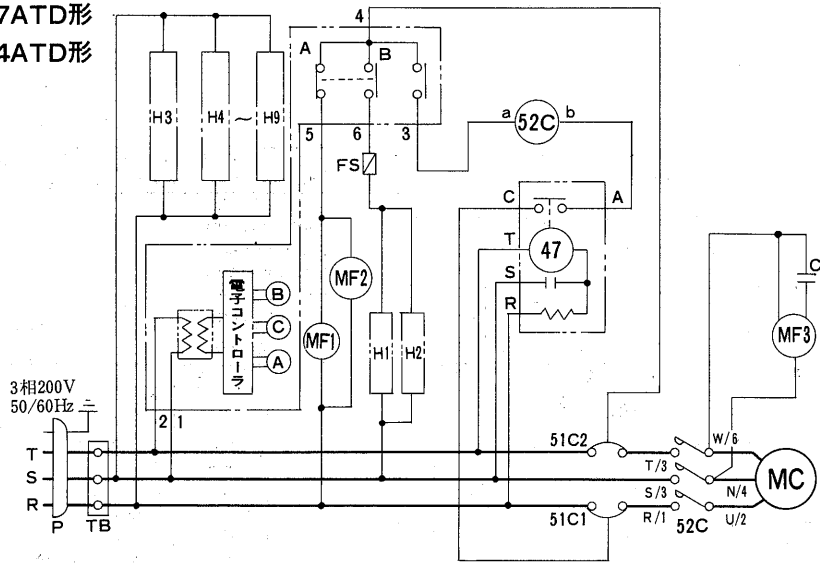 7ATD形
4ATD形
4
A
B
H3
H4
～
H9
5
6
3
a
52C
b
FS
C
A
T
47
S
R
MF2
MF1
H1
H2
電子コントローラ
B
C
A
C
MF3
3相200V
50/60Hz
2
1
T
S
R
P
TB
51C2
51C1
T/3
S/3
R/1
52C
W/6
N/4
U/2
MC